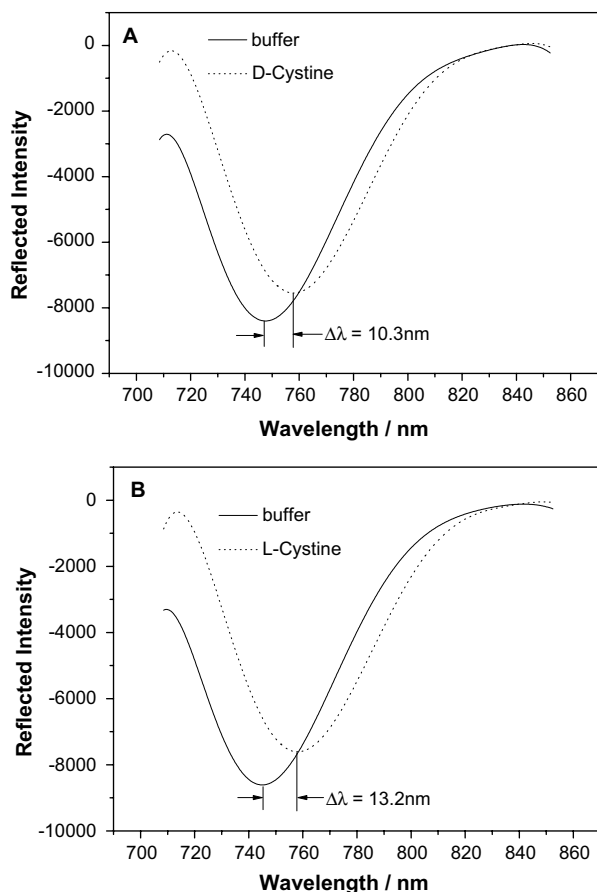 A
buffer
D-Cystine
0
-2000
-4000
-6000
-8000
-10000
Reflected Intensity
Δλ = 10.3nm
700 720 740 760 780 800 820 840 860
Wavelength / nm
B
buffer
L-Cystine
0
-2000
-4000
-6000
-8000
-10000
Reflected Intensity
Δλ = 13.2nm
700 720 740 760 780 800 820 840 860
Wavelength / nm